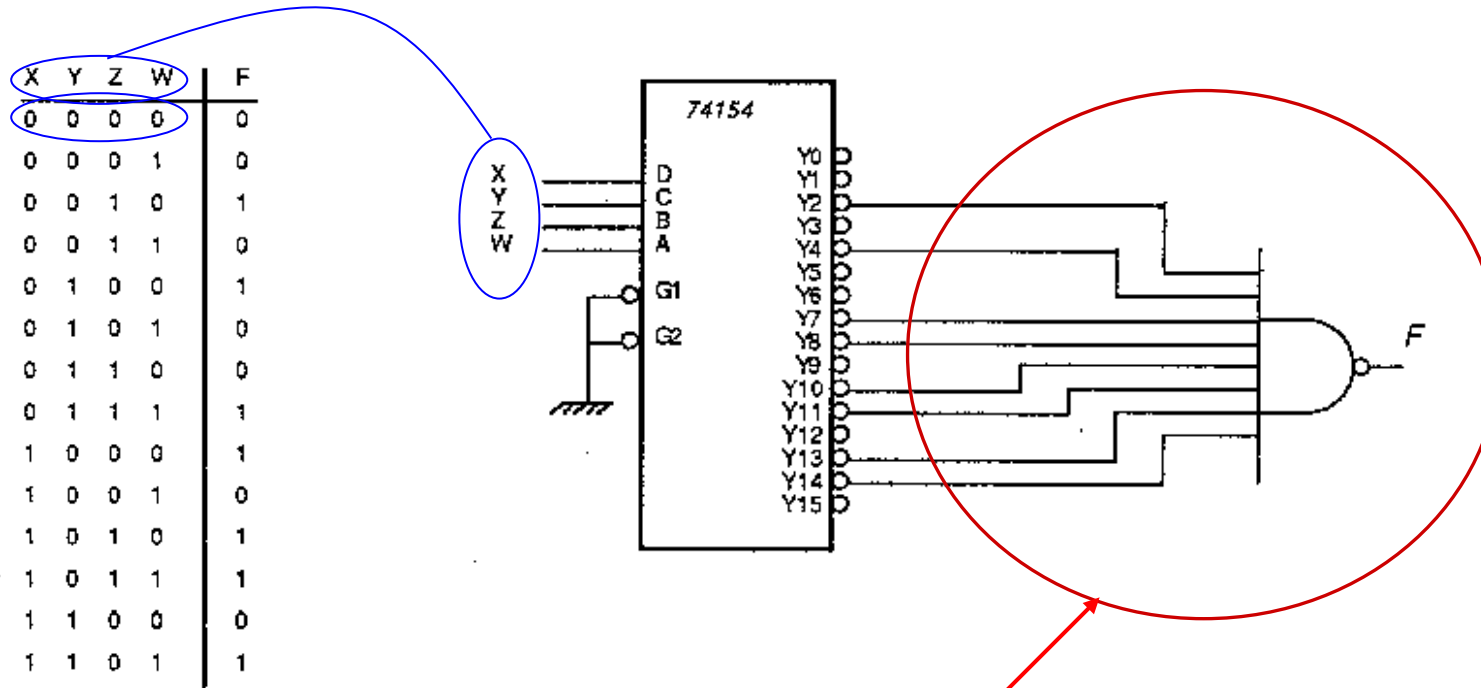 X Y Z W F
0 0 0 0 0
0 0 0 1 0
0 0 1 0 1
0 0 1 1 0
0 1 0 0 1
0 1 0 1 0
0 1 1 0 0
0 1 1 1 1
1 0 0 0 1
1 0 0 1 0
1 0 1 0 1
1 0 1 1 1
1 1 0 0 0
1 1 0 1 1
X
Y
Z
W
74154
D
C
B
A
G1
G2
Y0
Y1
Y2
Y3
Y4
Y5
Y6
Y7
Y8
Y9
Y10
Y11
Y12
Y13
Y14
Y15
F